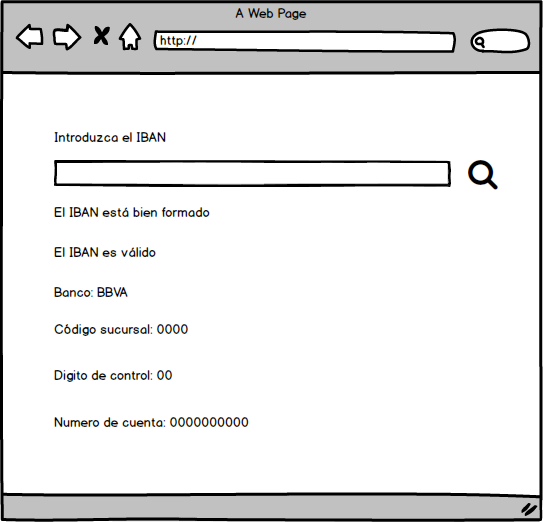 A Web Page
http://
Introduzca el IBAN
El IBAN está bien formado
El IBAN es válido
Banco: BBVA
Código sucursal: 0000
Digito de control: 00
Numero de cuenta: 0000000000